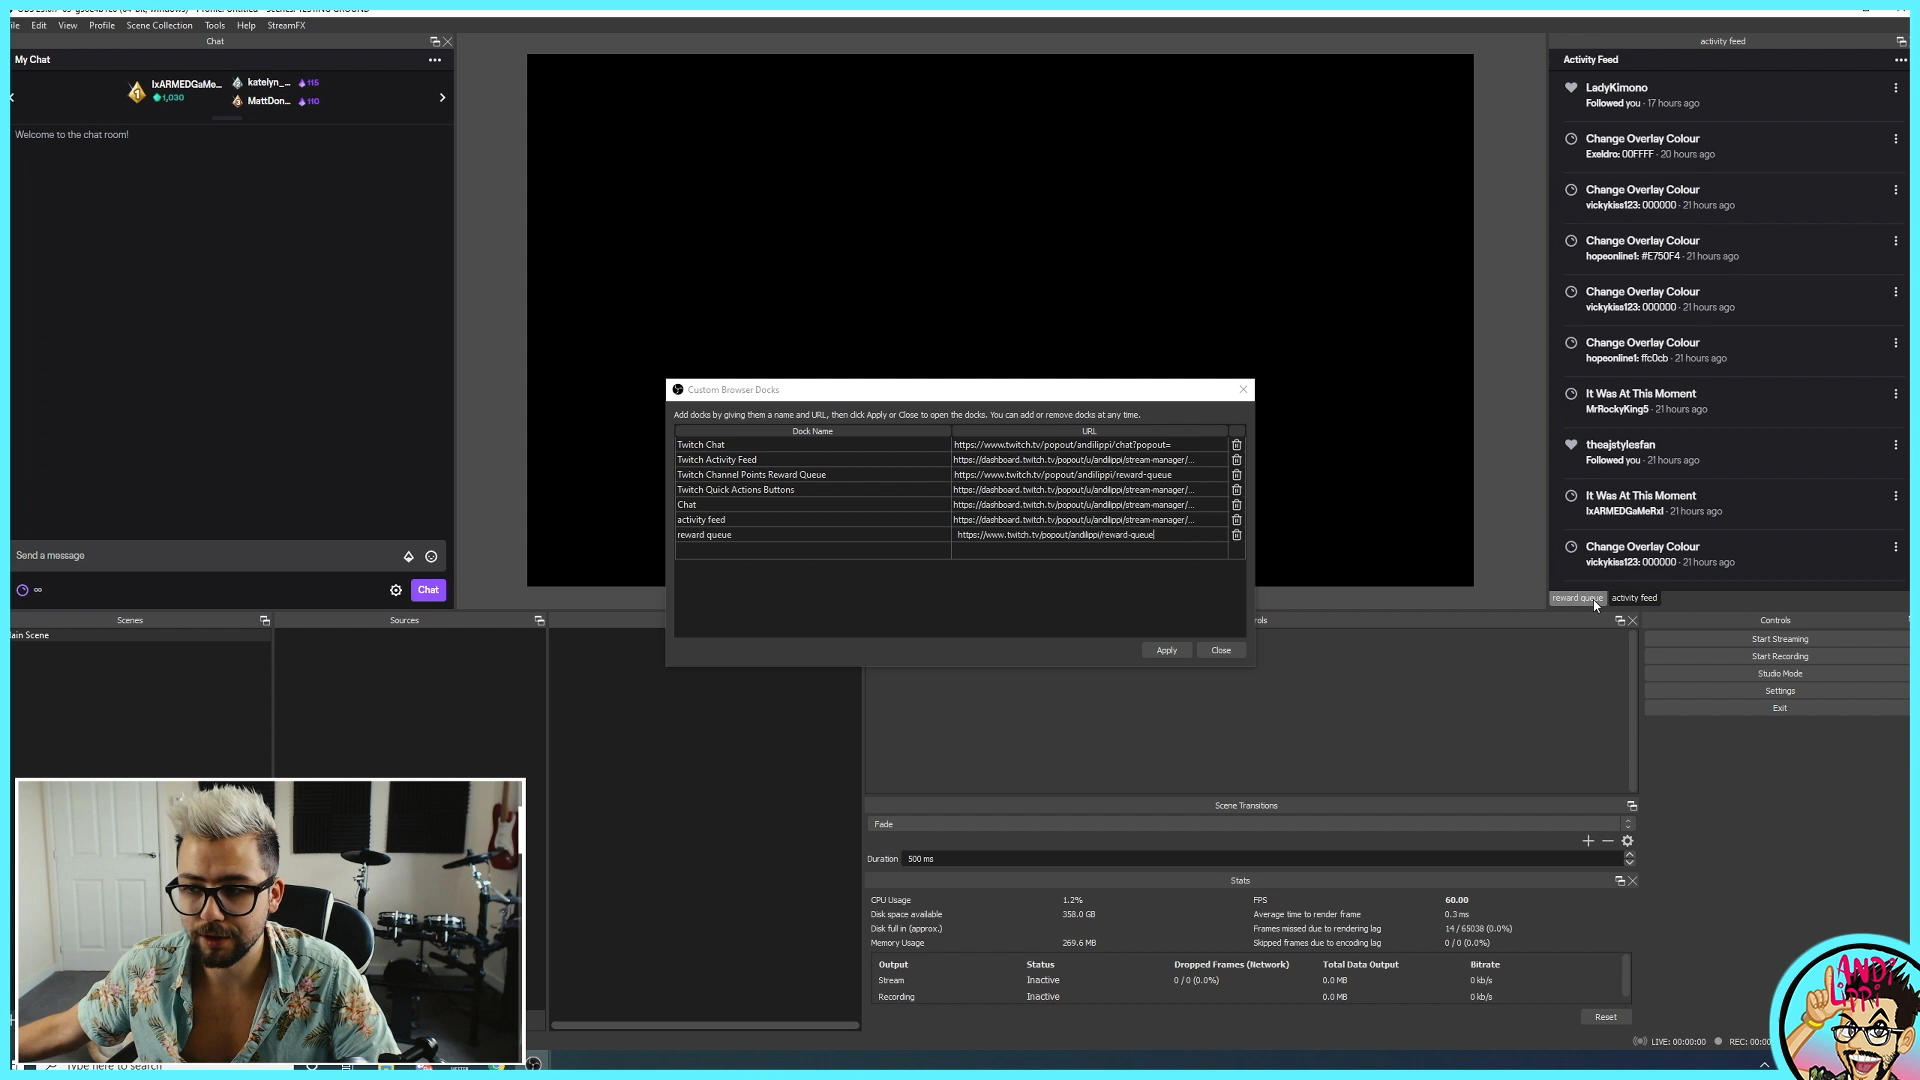 Edit View Profile Scene Collection Tools Help StreamFX
Chat
My Chat
IxARMEDGaMe...
1,030
katelyn_... 115
MattDon... 110
Welcome to the chat room!
Send a message
Chat
activity feed
Activity Feed
LadyKimono
Followed you · 17 hours ago
Change Overlay Colour
Exeldro: 00FFFF · 20 hours ago
Change Overlay Colour
vickykiss123: 000000 · 21 hours ago
Change Overlay Colour
hopeonline1: #E750F4 · 21 hours ago
Change Overlay Colour
vickykiss123: 000000 · 21 hours ago
Change Overlay Colour
hopeonline1: ffc0cb · 21 hours ago
It Was At This Moment
MrRockyKing5 · 21 hours ago
theajstylesfan
Followed you · 21 hours ago
It Was At This Moment
IxARMEDGaMeRxI · 21 hours ago
Change Overlay Colour
vickykiss123: 000000 · 21 hours ago
reward queue activity feed
Custom Browser Docks
Add docks by giving them a name and URL, then click Apply or Close to open the docks. You can add or remove docks at any time.
Dock Name URL
Twitch Chat https://www.twitch.tv/popout/andilippi/chat?popout=
Twitch Activity Feed https://dashboard.twitch.tv/popout/u/andilippi/stream-manager/...
Twitch Channel Points Reward Queue https://www.twitch.tv/popout/andilippi/reward-queue
Twitch Quick Actions Buttons https://dashboard.twitch.tv/popout/u/andilippi/stream-manager/...
Chat https://dashboard.twitch.tv/popout/u/andilippi/stream-manager/...
activity feed https://dashboard.twitch.tv/popout/u/andilippi/stream-manager/...
reward queue https://www.twitch.tv/popout/andilippi/reward-queue
Apply Close
Scenes
Sources
ain Scene
ols
Controls
Start Streaming
Start Recording
Studio Mode
Settings
Exit
Scene Transitions
Fade
Duration 500 ms
Stats
CPU Usage 1.2% FPS 60.00
Disk space available 358.0 GB Average time to render frame 0.3 ms
Disk full in (approx.) Frames missed due to rendering lag 14 / 65038 (0.0%)
Memory Usage 269.6 MB Skipped frames due to encoding lag 0 / 0 (0.0%)
Output Status Dropped Frames (Network) Total Data Output Bitrate
Stream Inactive 0 / 0 (0.0%) 0.0 MB 0 kb/s
Recording Inactive 0.0 MB 0 kb/s
Reset
LIVE: 00:00:00 REC: 00:00
Type here to search
ANDI
LIPPI